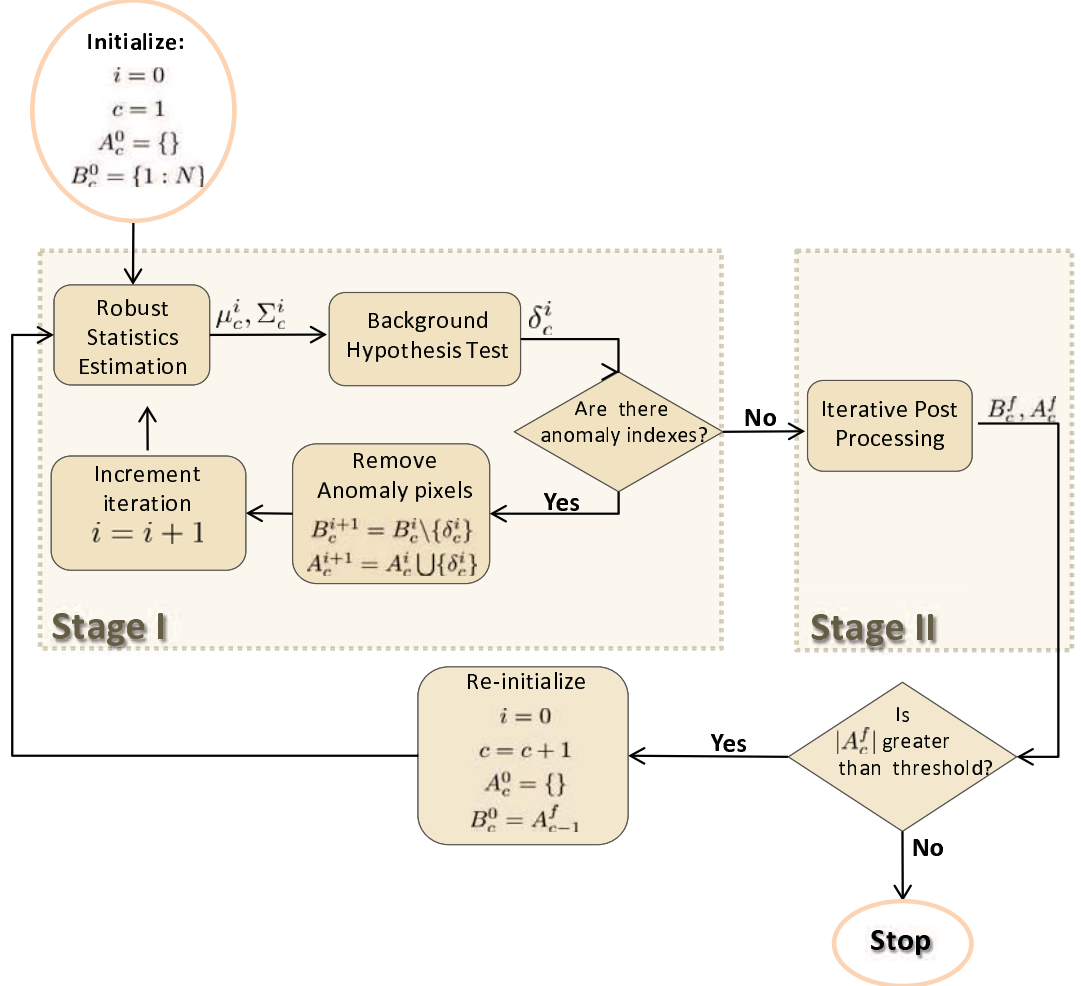 Initialize:
i = 0
c = 1
A_c^0 = {}
B_c^0 = {1 : N}
Robust
Statistics
Estimation
μ_c^i, Σ_c^i
Background
Hypothesis Test
δ_c^i
Are there
anomaly indexes?
No
Yes
Remove
Anomaly pixels
B_c^{i+1} = B_c^i\{δ_c^i}
A_c^{i+1} = A_c^i ⋃{δ_c^i}
Increment
iteration
i = i + 1
Stage I
Iterative Post
Processing
B_c^f, A_c^f
Stage II
Is
|A_c^f| greater
than threshold?
Yes
No
Re-initialize
i = 0
c = c + 1
A_c^0 = {}
B_c^0 = A_{c-1}^f
Stop